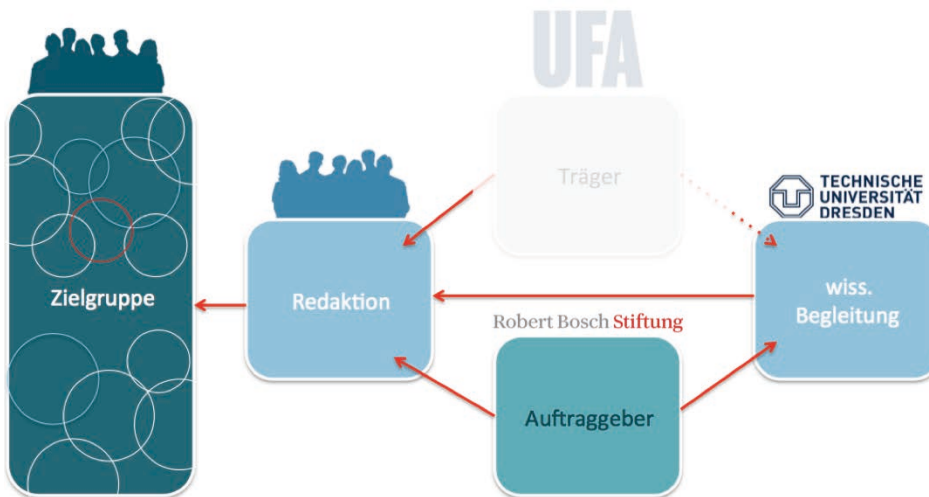 UFA
Träger
TECHNISCHE
UNIVERSITÄT
DRESDEN
Zielgruppe
Redaktion
wiss.
Begleitung
Robert Bosch Stiftung
Auftraggeber